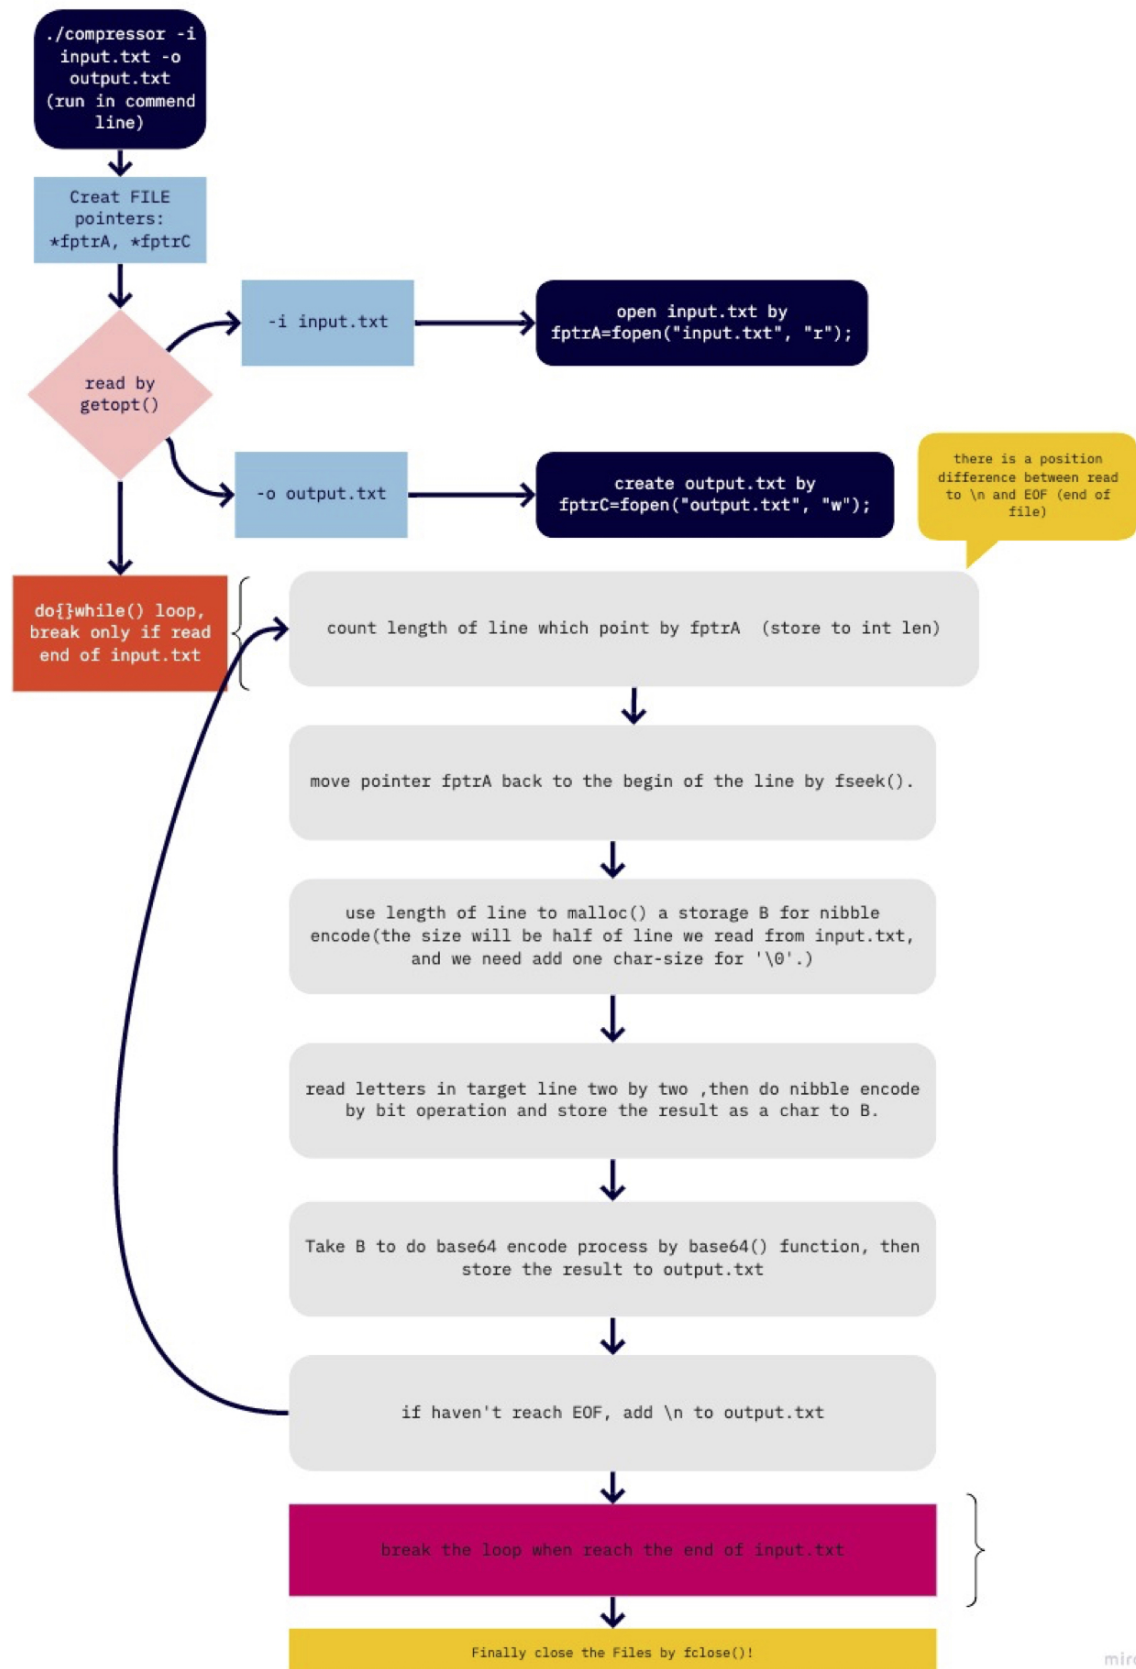 ./compressor -i
input.txt -o
output.txt
(run in commend
line)
Creat FILE
pointers:
*fptrA, *fptrC
read by
getopt()
-i input.txt
open input.txt by
fptrA=fopen("input.txt", "r");
-o output.txt
create output.txt by
fptrC=fopen("output.txt", "w");
there is a position
difference between read
to \n and EOF (end of
file)
do{}while() loop,
break only if read
end of input.txt
count length of line which point by fptrA (store to int len)
move pointer fptrA back to the begin of the line by fseek().
use length of line to malloc() a storage B for nibble
encode(the size will be half of line we read from input.txt,
and we need add one char-size for '\0'.)
read letters in target line two by two ,then do nibble encode
by bit operation and store the result as a char to B.
Take B to do base64 encode process by base64() function, then
store the result to output.txt
if haven't reach EOF, add \n to output.txt
break the loop when reach the end of input.txt
Finally close the Files by fclose()!